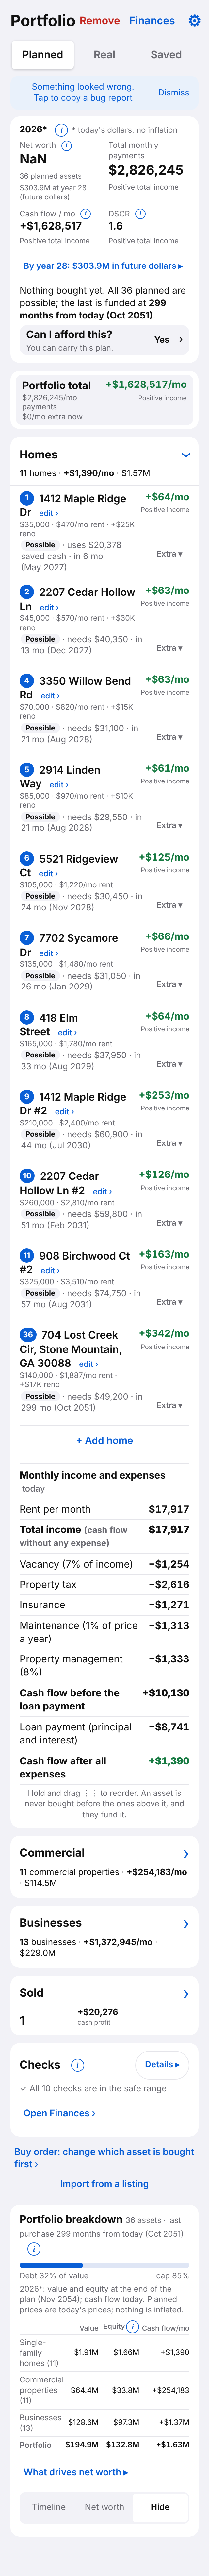 Portfolio Remove Finances
Planned Real Saved
Something looked wrong.
Tap to copy a bug report
Dismiss
2026* i * today's dollars, no inflation
Net worth i
NaN
36 planned assets
$303.9M at year 28
(future dollars)
Total monthly
payments
$2,826,245
Positive total income
Cash flow / mo i
+$1,628,517
Positive total income
DSCR i
1.6
Positive total income
By year 28: $303.9M in future dollars ▸
Nothing bought yet. All 36 planned are
possible; the last is funded at 299
months from today (Oct 2051).
Can I afford this?
You can carry this plan.
Yes ›
Portfolio total
$2,826,245/mo
payments
$0/mo extra now
+$1,628,517/mo
Positive income
Homes
11 homes · +$1,390/mo · $1.57M
1 1412 Maple Ridge
Dr edit ›
+$64/mo
Positive income
$35,000 · $470/mo rent · +$25K
reno
Possible · uses $20,378
saved cash · in 6 mo
(May 2027)
Extra ▾
2 2207 Cedar Hollow
Ln edit ›
+$63/mo
Positive income
$45,000 · $570/mo rent · +$30K
reno
Possible · needs $40,350 · in
13 mo (Dec 2027)
Extra ▾
4 3350 Willow Bend
Rd edit ›
+$63/mo
Positive income
$70,000 · $820/mo rent · +$15K
reno
Possible · needs $31,100 · in
21 mo (Aug 2028)
Extra ▾
5 2914 Linden
Way edit ›
+$61/mo
Positive income
$85,000 · $970/mo rent · +$10K
reno
Possible · needs $29,550 · in
21 mo (Aug 2028)
Extra ▾
6 5521 Ridgeview
Ct edit ›
+$125/mo
Positive income
$105,000 · $1,220/mo rent
Possible · needs $30,450 · in
24 mo (Nov 2028)
Extra ▾
7 7702 Sycamore
Dr edit ›
+$66/mo
Positive income
$135,000 · $1,480/mo rent
Possible · needs $31,050 · in
26 mo (Jan 2029)
Extra ▾
8 418 Elm
Street edit ›
+$64/mo
Positive income
$165,000 · $1,780/mo rent
Possible · needs $37,950 · in
33 mo (Aug 2029)
Extra ▾
9 1412 Maple Ridge
Dr #2 edit ›
+$253/mo
Positive income
$210,000 · $2,400/mo rent
Possible · needs $60,900 · in
44 mo (Jul 2030)
Extra ▾
10 2207 Cedar
Hollow Ln #2 edit ›
+$126/mo
Positive income
$260,000 · $2,810/mo rent
Possible · needs $59,800 · in
51 mo (Feb 2031)
Extra ▾
11 908 Birchwood Ct
#2 edit ›
+$163/mo
Positive income
$325,000 · $3,510/mo rent
Possible · needs $74,750 · in
57 mo (Aug 2031)
Extra ▾
36 704 Lost Creek
Cir, Stone Mountain,
GA 30088 edit ›
+$342/mo
Positive income
$140,000 · $1,887/mo rent ·
+$17K reno
Possible · needs $49,200 · in
299 mo (Oct 2051)
Extra ▾
+ Add home
Monthly income and expenses
today
Rent per month $17,917
Total income (cash flow
without any expense)
$17,917
Vacancy (7% of income) −$1,254
Property tax −$2,616
Insurance −$1,271
Maintenance (1% of price
a year)
−$1,313
Property management
(8%)
−$1,333
Cash flow before the
loan payment
+$10,130
Loan payment (principal
and interest)
−$8,741
Cash flow after all
expenses
+$1,390
Hold and drag ⋮⋮ to reorder. An asset is
never bought before the ones above it, and
they fund it.
Commercial ›
11 commercial properties · +$254,183/mo
· $114.5M
Businesses ›
13 businesses · +$1,372,945/mo ·
$229.0M
Sold ›
1
+$20,276
cash profit
Checks i
Details ▸
✓ All 10 checks are in the safe range
Open Finances ›
Buy order: change which asset is bought
first ›
Import from a listing
Portfolio breakdown 36 assets · last
purchase 299 months from today (Oct 2051)
i
Debt 32% of value cap 85%
2026*: value and equity at the end of the
plan (Nov 2054); cash flow today. Planned
prices are today's prices; nothing is inflated.
Value Equity i Cash flow/mo
Single-
family
homes (11)
$1.91M $1.66M +$1,390
Commercial
properties
(11)
$64.4M $33.8M +$254,183
Businesses
(13)
$128.6M $97.3M +$1.37M
Portfolio $194.9M $132.8M +$1.63M
What drives net worth ▸
Timeline Net worth Hide